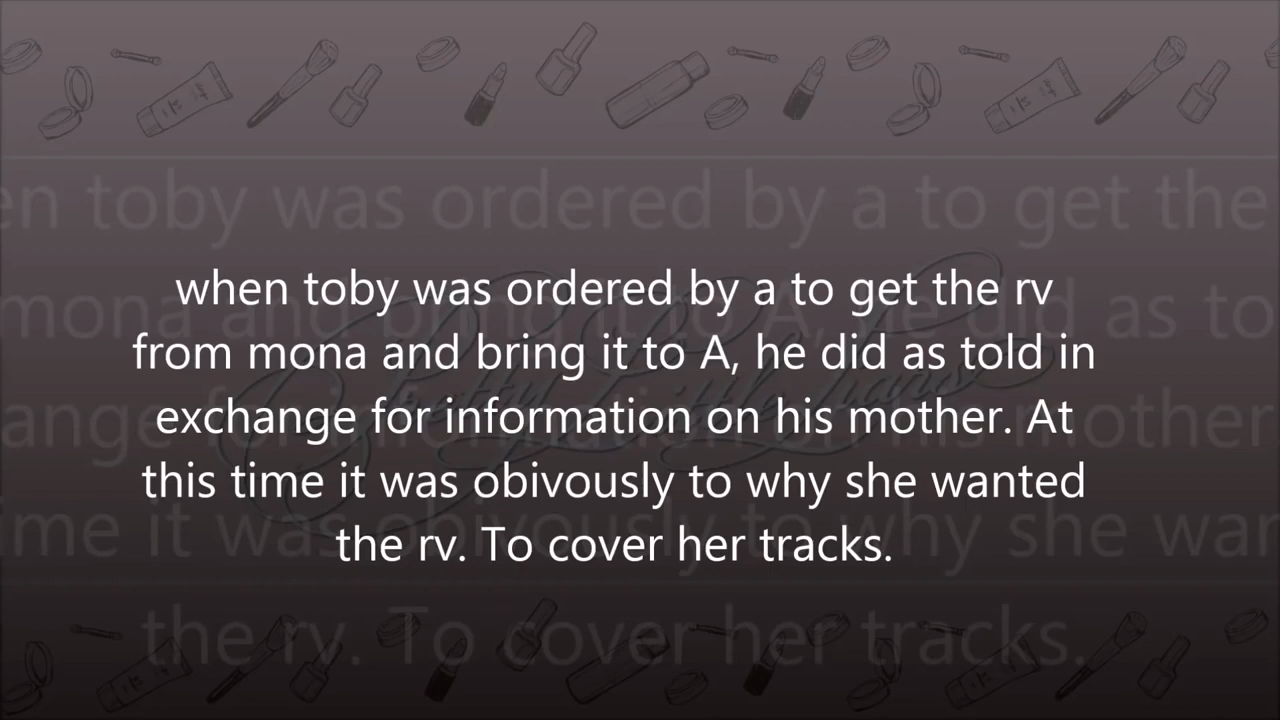 when toby was ordered by a to get the rv
from mona and bring it to A, he did as told in
exchange for information on his mother. At
this time it was obivously to why she wanted
the rv. To cover her tracks.